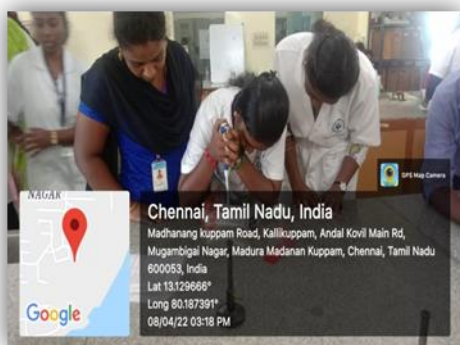 NAGAR
Google
GPS Map Camera
Chennai, Tamil Nadu, India
Madhanang kuppam Road, Kallikuppam, Andal Kovil Main Rd,
Mugambigai Nagar, Madura Madanan Kuppam, Chennai, Tamil Nadu
600053, India
Lat 13.129666°
Long 80.187391°
08/04/22 03:18 PM